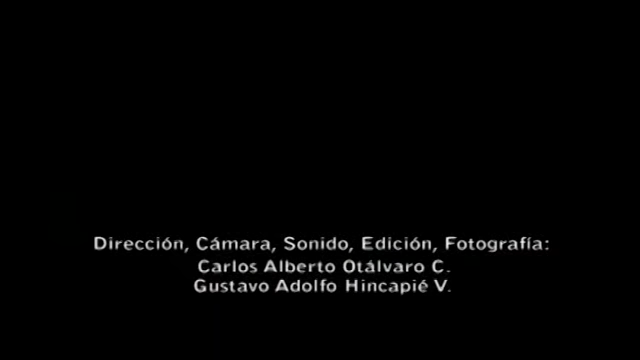 Dirección, Cámara, Sonido, Edición, Fotografía:
Carlos Alberto Otálvaro C.
Gustavo Adolfo Hincapié V.